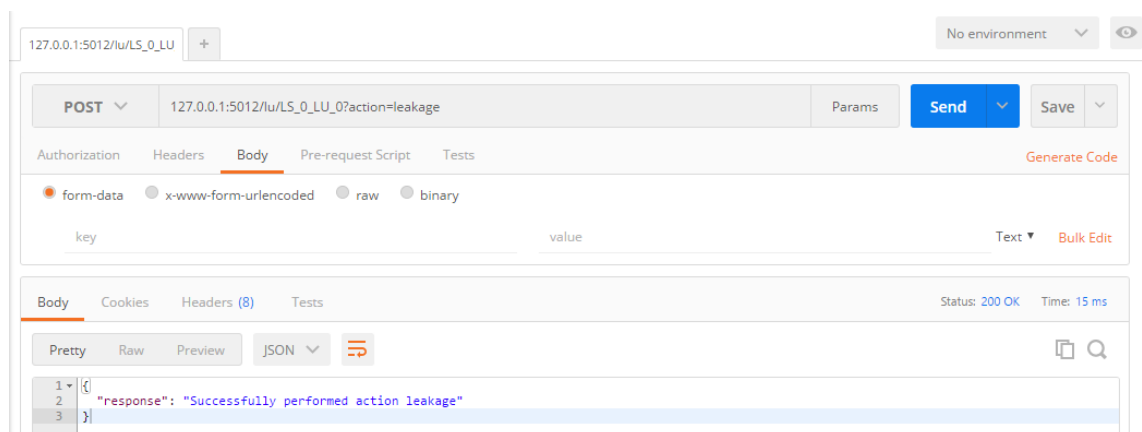 127.0.0.1:5012/lu/LS_0_LU +
No environment
POST 127.0.0.1:5012/lu/LS_0_LU_0?action=leakage Params Send Save
Authorization Headers Body Pre-request Script Tests Generate Code
form-data x-www-form-urlencoded raw binary
key value Text Bulk Edit
Body Cookies Headers (8) Tests Status: 200 OK Time: 15 ms
Pretty Raw Preview JSON
1 {
2 "response": "Successfully performed action leakage"
3 }